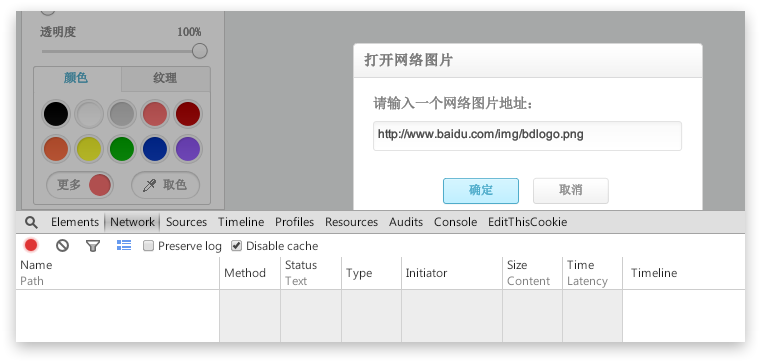 透明度 100%
颜色 纹理
更多 取色
打开网络图片
请输入一个网络图片地址：
http://www.baidu.com/img/bdlogo.png
确定 取消
Elements Network Sources Timeline Profiles Resources Audits Console EditThisCookie
Preserve log Disable cache
Name Method Status Type Initiator Size Time Timeline
Path Text Content Latency